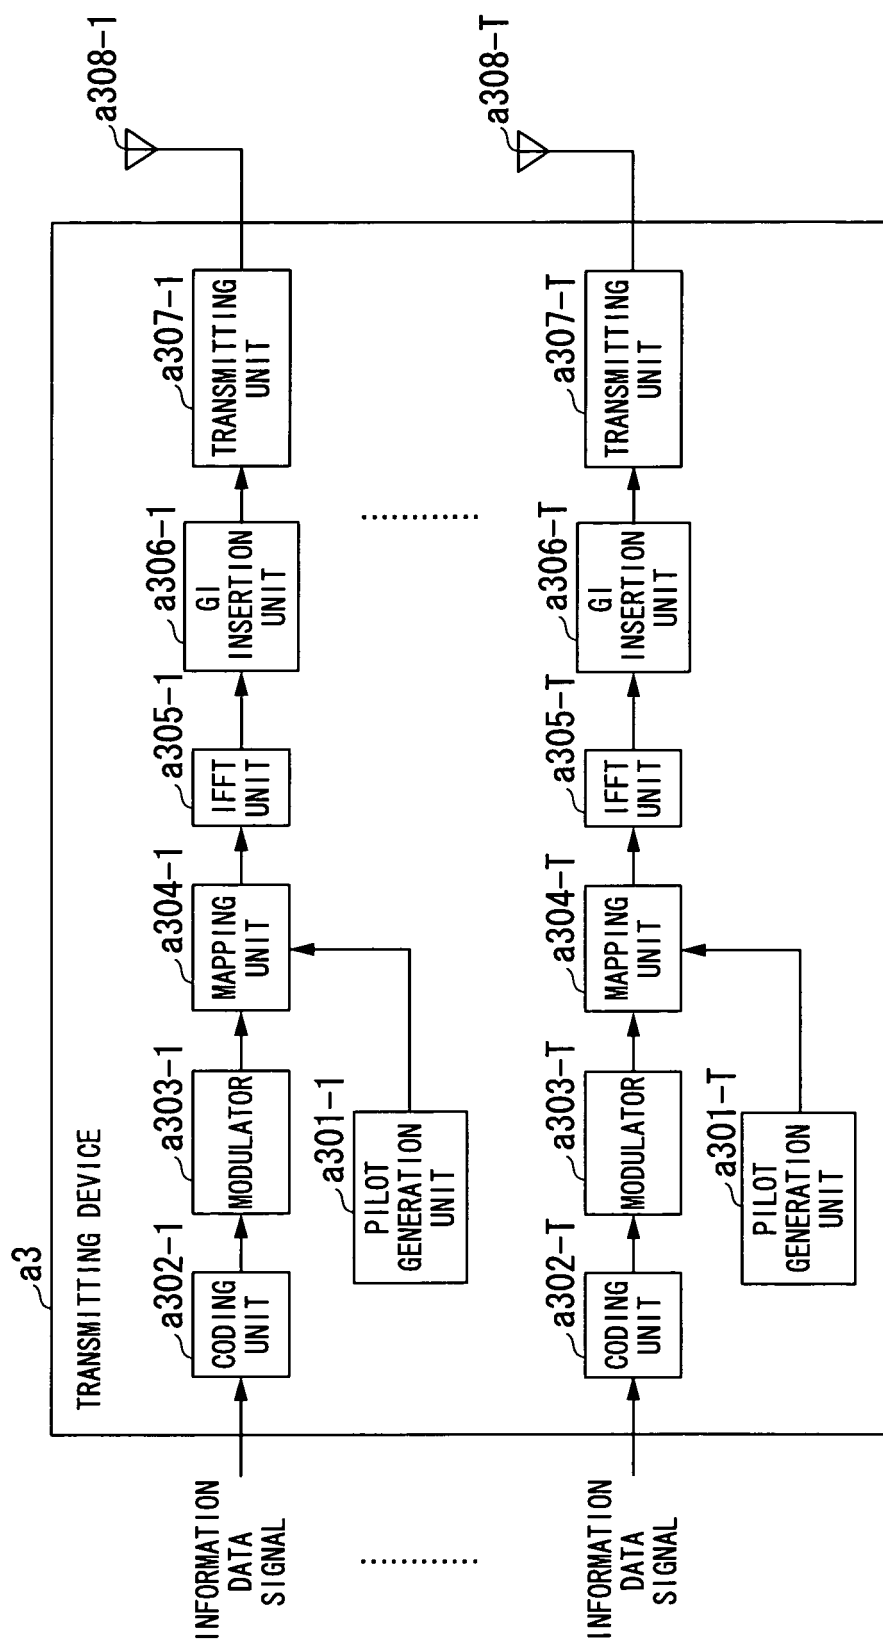 a3
TRANSMITTING DEVICE
INFORMATION
DATA
SIGNAL
a302-1
CODING
UNIT
a303-1
MODULATOR
a304-1
MAPPING
UNIT
a305-1
IFFT
UNIT
a306-1
GI
INSERTION
UNIT
a307-1
TRANSMITTING
UNIT
a308-1
a301-1
PILOT
GENERATION
UNIT
INFORMATION
DATA
SIGNAL
a302-T
CODING
UNIT
a303-T
MODULATOR
a304-T
MAPPING
UNIT
a305-T
IFFT
UNIT
a306-T
GI
INSERTION
UNIT
a307-T
TRANSMITTING
UNIT
a308-T
a301-T
PILOT
GENERATION
UNIT